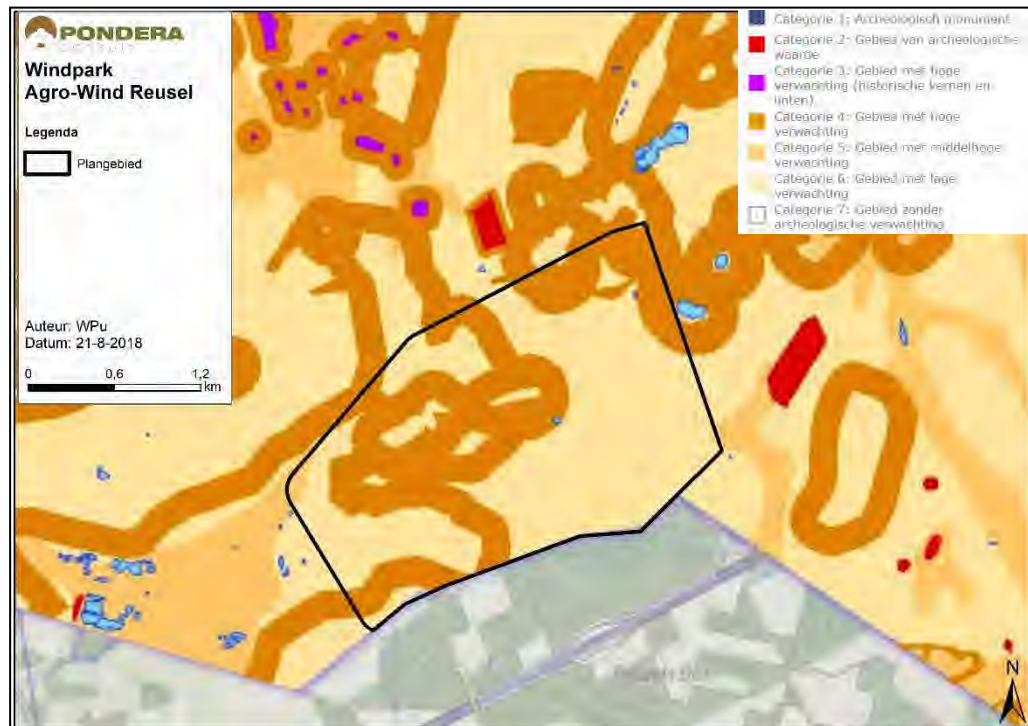 PONDERA
CONSULT
Windpark
Agro-Wind Reusel
Legenda
Plangebied
Auteur: WPu
Datum: 21-8-2018
0 0,6 1,2
km
Categorie 1: Archeologisch monument
Categorie 2: Gebied van archeologische
waarde
Categorie 3: Gebied met hoge
verwachting (historische kernen en
linten)
Categorie 4: Gebied met hoge
verwachting
Categorie 5: Gebied met middelhoge
verwachting
Categorie 6: Gebied met lage
verwachting
Categorie 7: Gebied zonder
archeologische verwachting
N